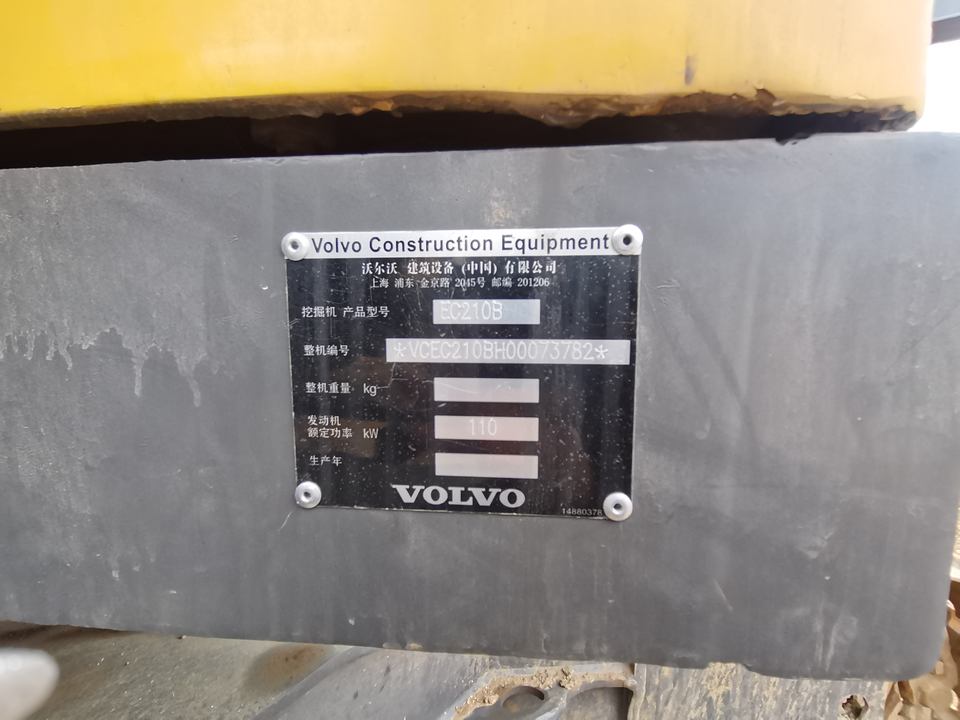 Volvo Construction Equipment
沃尔沃 建筑设备 (中国) 有限公司
上海 浦东 金京路 2045号 邮编 201206
挖掘机 产品型号 EC210B
整机编号 *VCEC210BH00073782*
整机重量 kg
发动机
额定功率 kW 110
生产年
VOLVO
14880378